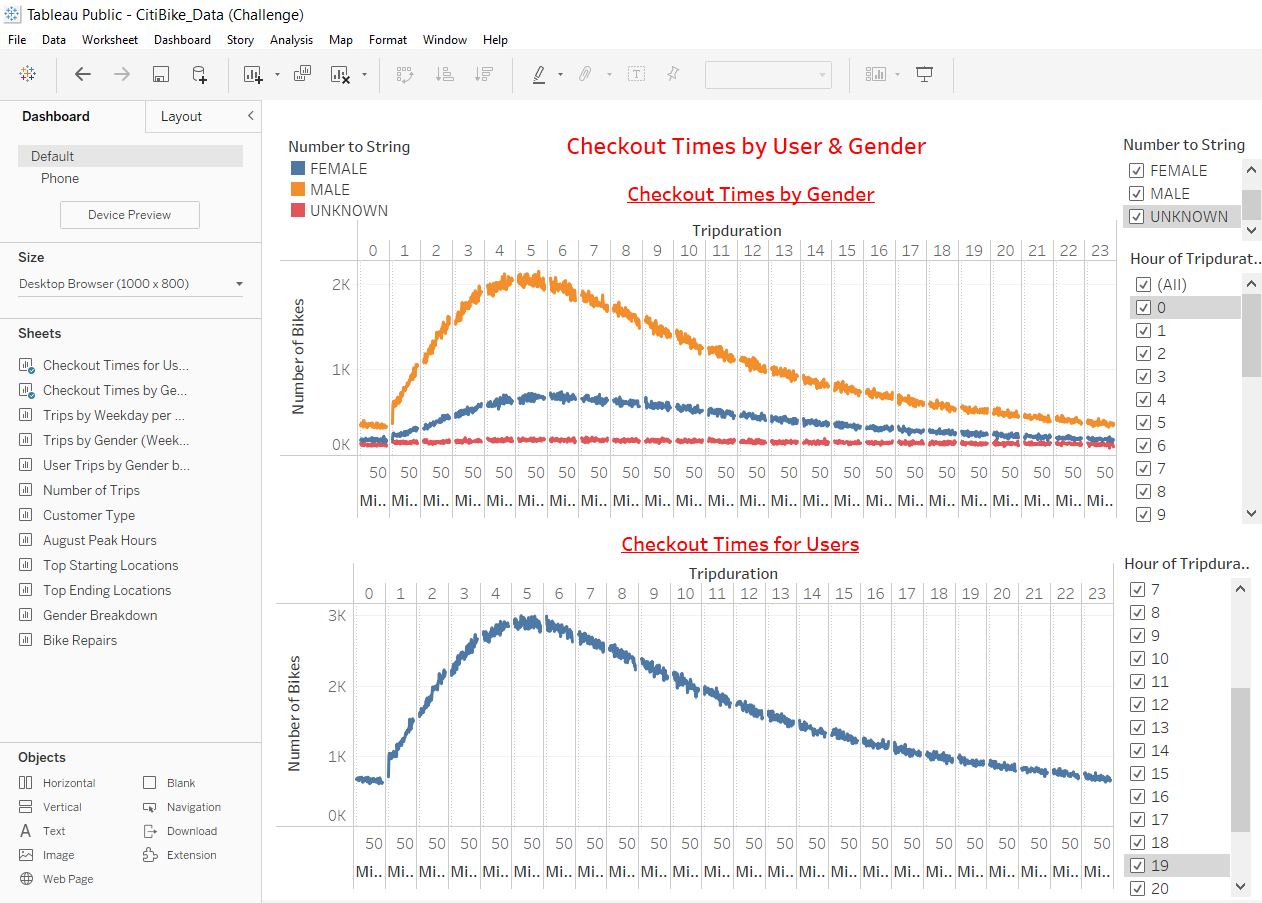 Tableau Public - CitiBike_Data (Challenge)
File Data Worksheet Dashboard Story Analysis Map Format Window Help
Dashboard
Layout
Default
Phone
Device Preview
Size
Desktop Browser (1000 x 800)
Sheets
Checkout Times for Us...
Checkout Times by Ge...
Trips by Weekday per ...
Trips by Gender (Week...
User Trips by Gender b...
Number of Trips
Customer Type
August Peak Hours
Top Starting Locations
Top Ending Locations
Gender Breakdown
Bike Repairs
Objects
Horizontal Blank
Vertical Navigation
Text Download
Image Extension
Web Page
Checkout Times by User & Gender
Number to String
FEMALE
MALE
UNKNOWN
Checkout Times by Gender
Tripduration
0 1 2 3 4 5 6 7 8 9 10 11 12 13 14 15 16 17 18 19 20 21 22 23
Number of Bikes
2K
1K
0K
50 50 50 50 50 50 50 50 50 50 50 50 50 50 50 50 50 50 50 50 50 50 50 50
Mi.. Mi.. Mi.. Mi.. Mi.. Mi.. Mi.. Mi.. Mi.. Mi.. Mi.. Mi.. Mi.. Mi.. Mi.. Mi.. Mi.. Mi.. Mi.. Mi.. Mi.. Mi.. Mi.. Mi..
Checkout Times for Users
Tripduration
0 1 2 3 4 5 6 7 8 9 10 11 12 13 14 15 16 17 18 19 20 21 22 23
Number of Bikes
3K
2K
1K
0K
50 50 50 50 50 50 50 50 50 50 50 50 50 50 50 50 50 50 50 50 50 50 50 50
Mi.. Mi.. Mi.. Mi.. Mi.. Mi.. Mi.. Mi.. Mi.. Mi.. Mi.. Mi.. Mi.. Mi.. Mi.. Mi.. Mi.. Mi.. Mi.. Mi.. Mi.. Mi.. Mi.. Mi..
Number to String
FEMALE
MALE
UNKNOWN
Hour of Tripdurat..
(All)
0
1
2
3
4
5
6
7
8
9
Hour of Tripdura..
7
8
9
10
11
12
13
14
15
16
17
18
19
20